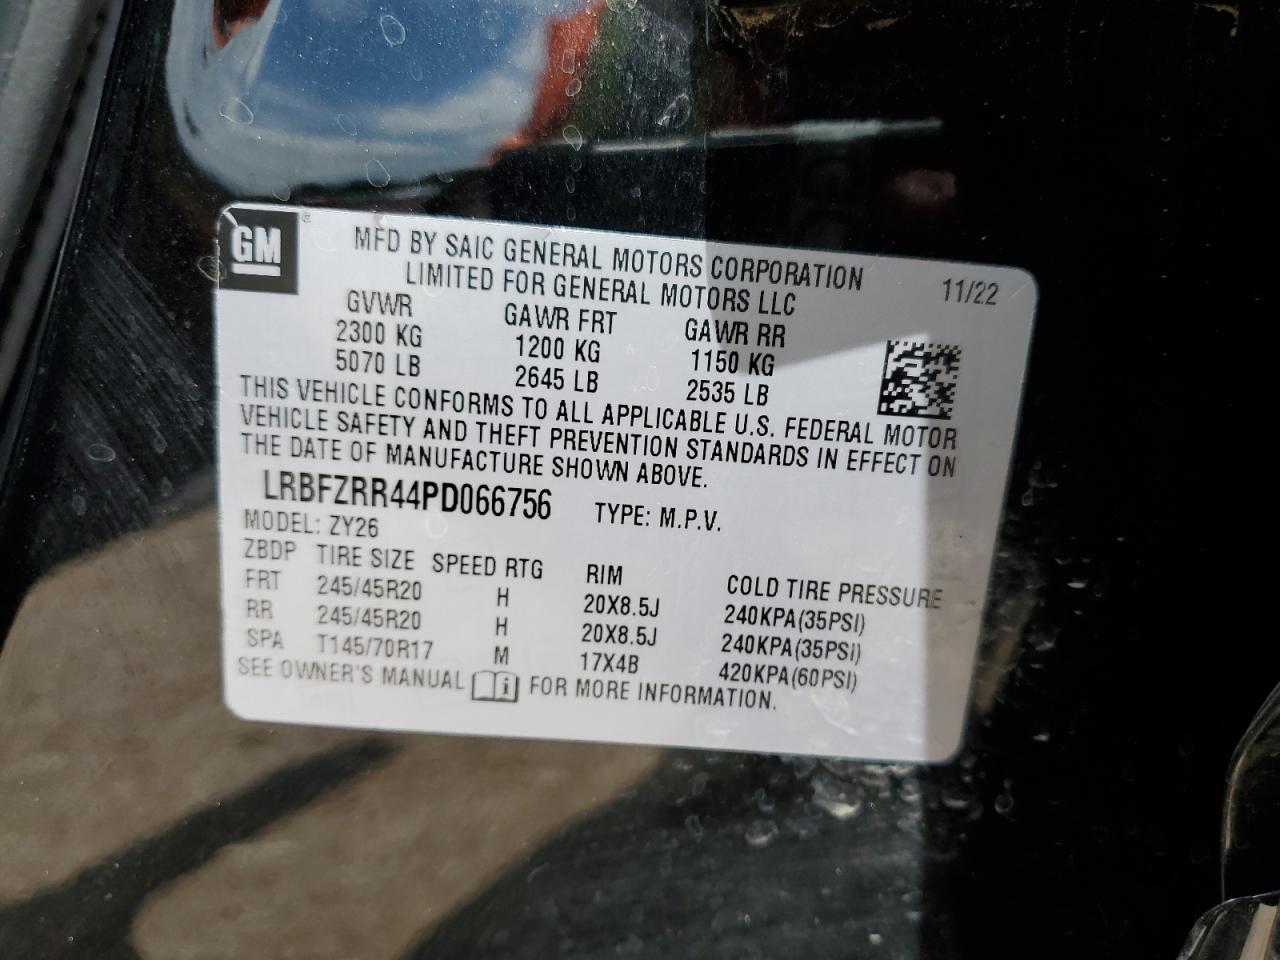 GM ®
MFD BY SAIC GENERAL MOTORS CORPORATION
LIMITED FOR GENERAL MOTORS LLC
11/22
GVWR GAWR FRT GAWR RR
2300 KG 1200 KG 1150 KG
5070 LB 2645 LB 2535 LB
THIS VEHICLE CONFORMS TO ALL APPLICABLE U.S. FEDERAL MOTOR
VEHICLE SAFETY AND THEFT PREVENTION STANDARDS IN EFFECT ON
THE DATE OF MANUFACTURE SHOWN ABOVE.
LRBFZRR44PD066756 TYPE: M.P.V.
MODEL: ZY26
ZBDP TIRE SIZE SPEED RTG RIM COLD TIRE PRESSURE
FRT 245/45R20 H 20X8.5J 240KPA(35PSI)
RR 245/45R20 H 20X8.5J 240KPA(35PSI)
SPA T145/70R17 M 17X4B 420KPA(60PSI)
SEE OWNER'S MANUAL i FOR MORE INFORMATION.